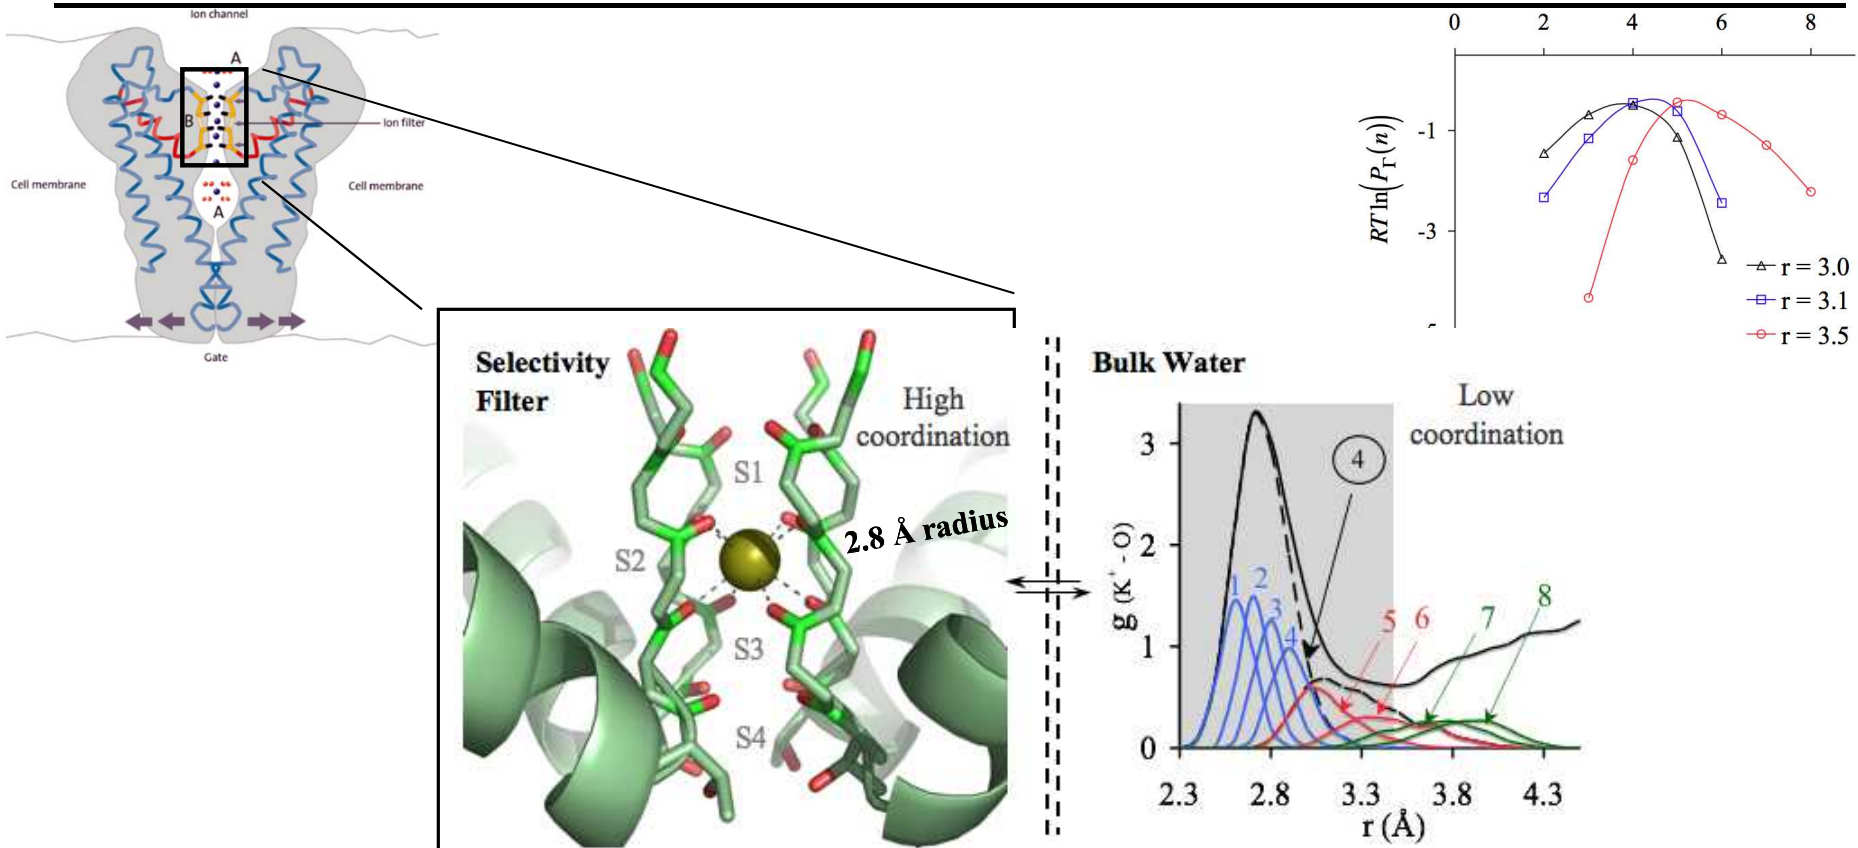 Ion channel
A
B
Ion filter
Cell membrane
Cell membrane
A
Gate
0 2 4 6 8
RT ln(P_Γ(n))
-1
-3
r = 3.0
r = 3.1
r = 3.5
Selectivity
Filter
High
coordination
S1
2.8 Å radius
S2
S3
S4
Bulk Water
Low
coordination
4
3
2
1
0
g (K⁺ - O)
1 2 3 4 5 6 7 8
2.3 2.8 3.3 3.8 4.3
r (Å)